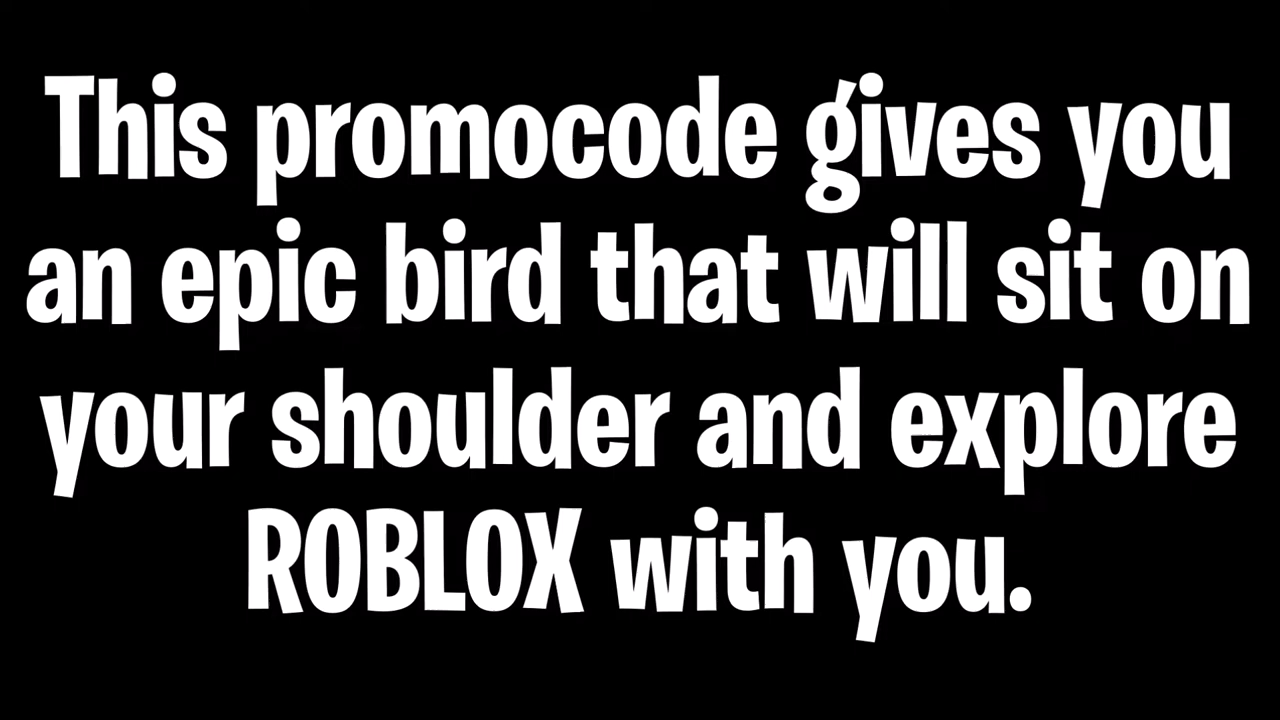 This promocode gives you
an epic bird that will sit on
your shoulder and explore
ROBLOX with you.